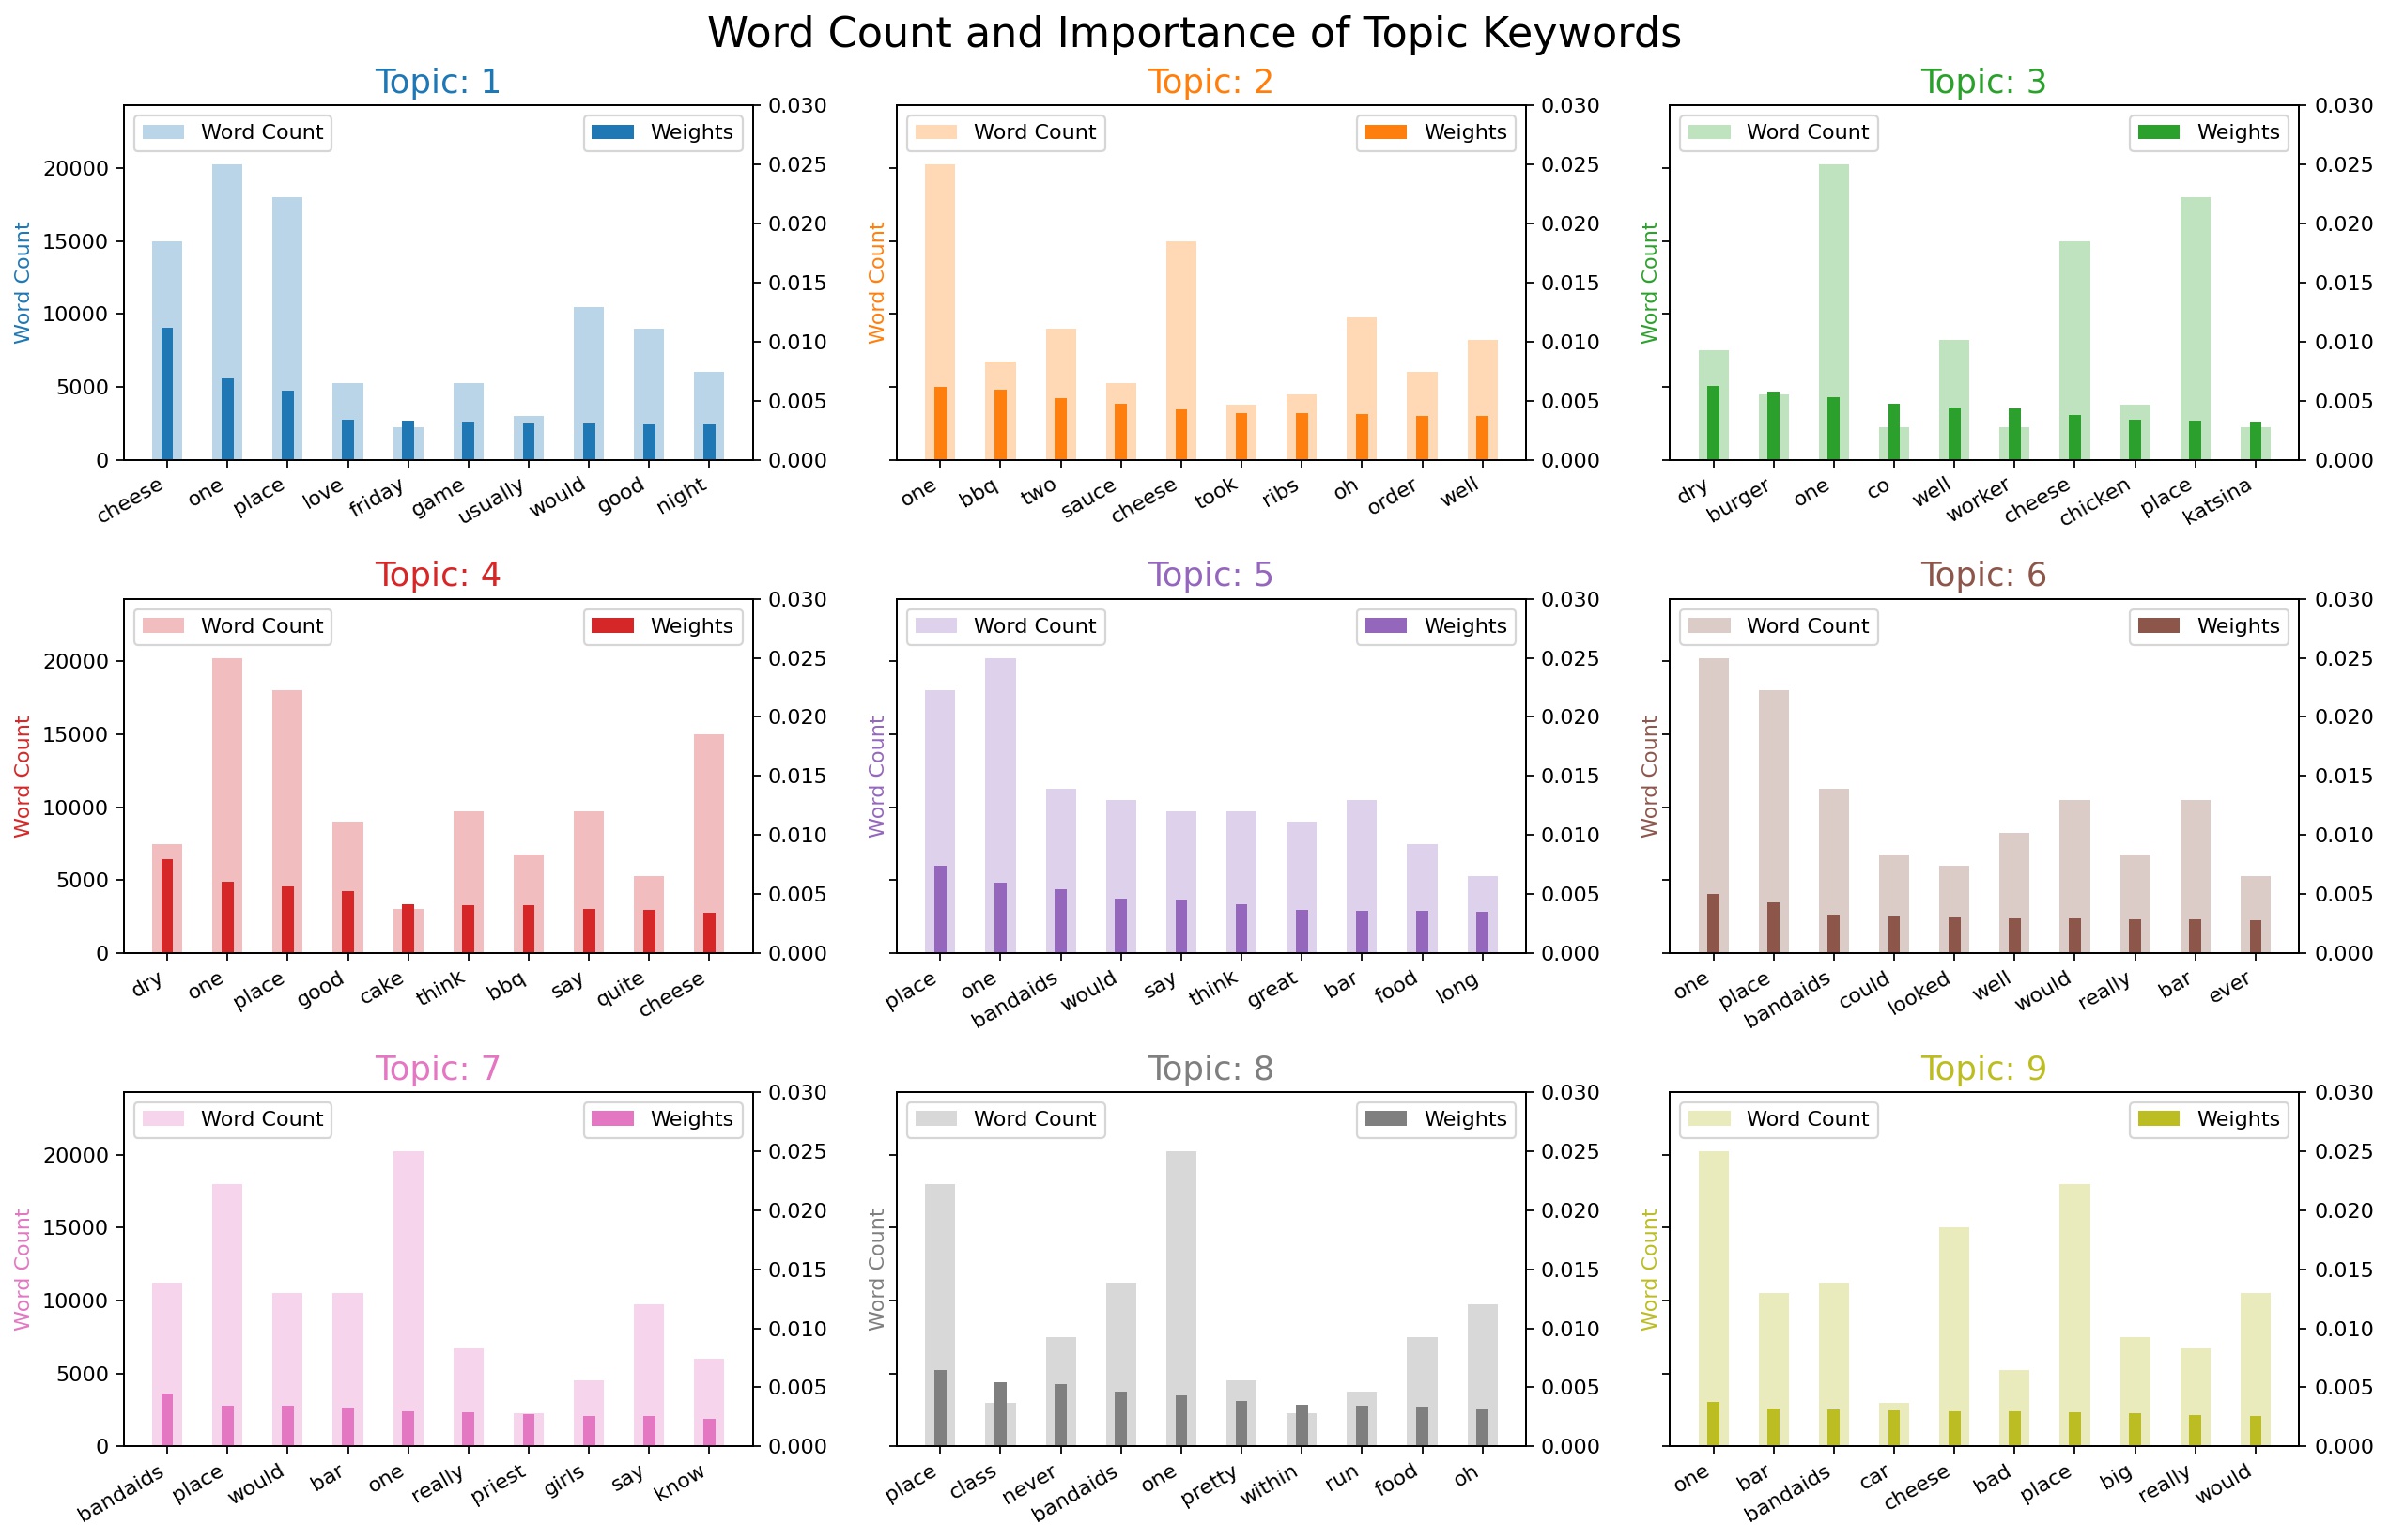 Word Count and Importance of Topic Keywords
Topic: 1
Word Count
Weights
0.030
0.025
0.020
0.015
0.010
0.005
0.000
20000
15000
10000
5000
0
Word Count
cheese one place love friday game usually would good night
Topic: 2
Word Count
Weights
0.030
0.025
0.020
0.015
0.010
0.005
0.000
Word Count
one bbq two sauce cheese took ribs oh order well
Topic: 3
Word Count
Weights
0.030
0.025
0.020
0.015
0.010
0.005
0.000
Word Count
dry burger one co well worker cheese chicken place katsina
Topic: 4
Word Count
Weights
0.030
0.025
0.020
0.015
0.010
0.005
0.000
20000
15000
10000
5000
0
Word Count
dry one place good cake think bbq say quite cheese
Topic: 5
Word Count
Weights
0.030
0.025
0.020
0.015
0.010
0.005
0.000
Word Count
place one bandaids would say think great bar food long
Topic: 6
Word Count
Weights
0.030
0.025
0.020
0.015
0.010
0.005
0.000
Word Count
one place bandaids could looked well would really bar ever
Topic: 7
Word Count
Weights
0.030
0.025
0.020
0.015
0.010
0.005
0.000
20000
15000
10000
5000
0
Word Count
bandaids place would bar one really priest girls say know
Topic: 8
Word Count
Weights
0.030
0.025
0.020
0.015
0.010
0.005
0.000
Word Count
place class never bandaids one pretty within run food oh
Topic: 9
Word Count
Weights
0.030
0.025
0.020
0.015
0.010
0.005
0.000
Word Count
one bar bandaids car cheese bad place big really would